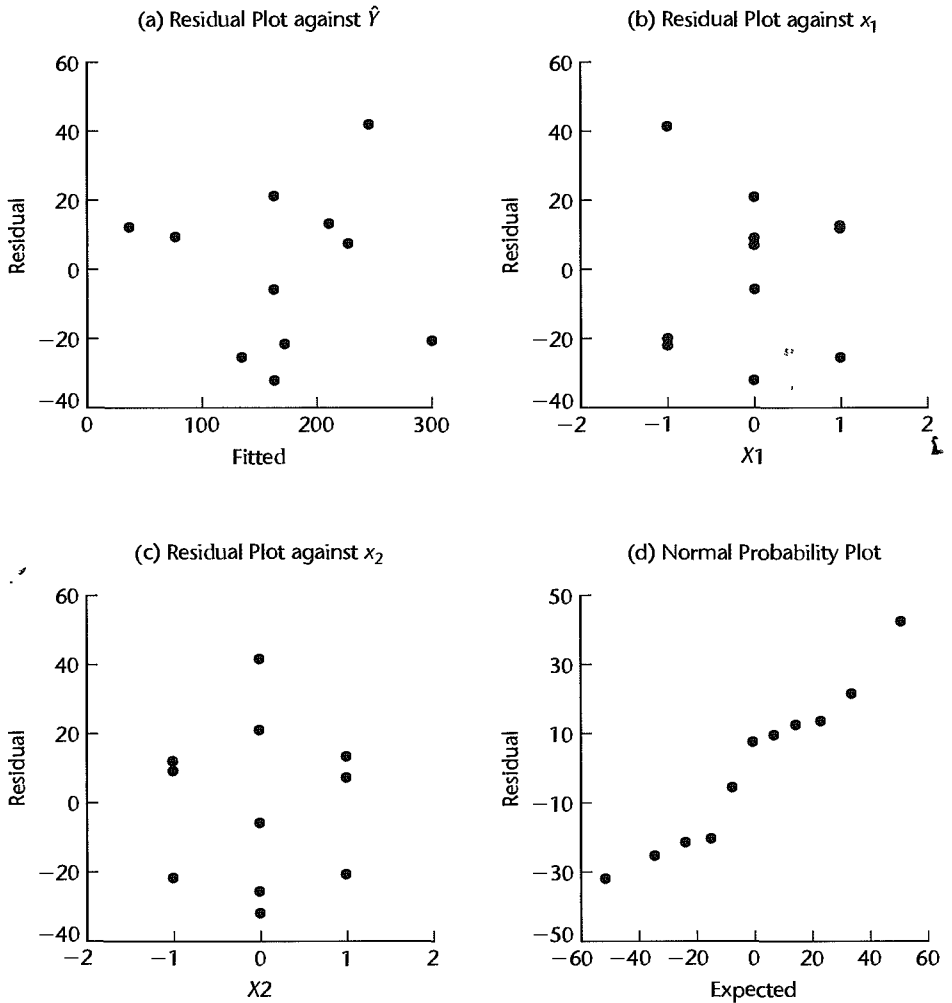 (a) Residual Plot against Ŷ
60
40
20
0
−20
−40
Residual
0 100 200 300
Fitted
(b) Residual Plot against x1
60
40
20
0
−20
−40
Residual
−2 −1 0 1 2
X1
(c) Residual Plot against x2
60
40
20
0
−20
−40
Residual
−2 −1 0 1 2
X2
(d) Normal Probability Plot
50
30
10
−10
−30
−50
Residual
−60 −40 −20 0 20 40 60
Expected